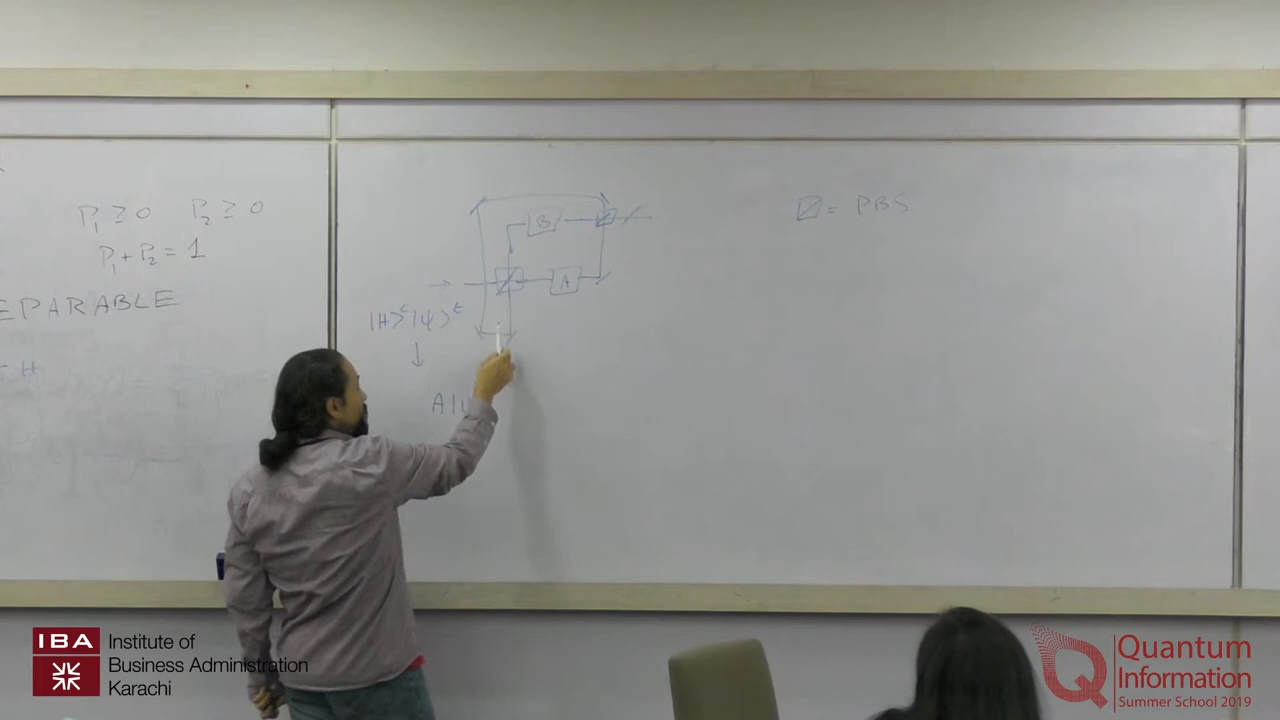 P₁ ≥ 0 P₂ ≥ 0
P₁ + P₂ = 1
EPARABLE
H
B
A
|H>ᶜ|ψ>ᵗ
↓
A|
= PBS
IBA
Institute of
Business Administration
Karachi
Quantum
Information
Summer School 2019